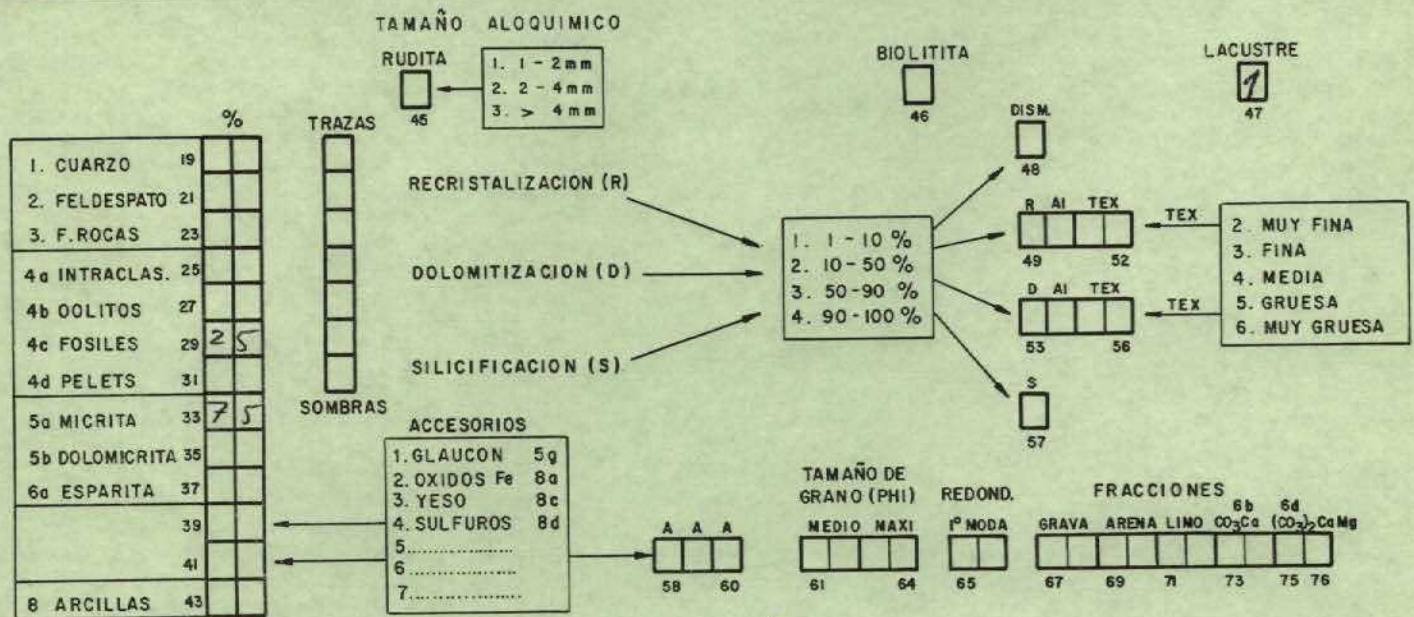 TAMAÑO ALOQUIMICO
RUDITA
45
1. 1 - 2 mm
2. 2 - 4 mm
3. > 4 mm
BIOLITITA
46
LACUSTRE
1
47
%
1. CUARZO 19
2. FELDESPATO 21
3. F. ROCAS 23
4a INTRACLAS. 25
4b OOLITOS 27
4c FOSILES 29 2 5
4d PELETS 31
5a MICRITA 33 7 5
5b DOLOMICRITA 35
6a ESPARITA 37
39
41
8 ARCILLAS 43
TRAZAS
SOMBRAS
RECRISTALIZACION (R)
DOLOMITIZACION (D)
SILICIFICACION (S)
1. 1 - 10 %
2. 10 - 50 %
3. 50 - 90 %
4. 90 - 100 %
DISM.
48
R AI TEX
49 52
TEX
D AI TEX
53 56
TEX
S
57
2. MUY FINA
3. FINA
4. MEDIA
5. GRUESA
6. MUY GRUESA
ACCESORIOS
1. GLAUCON 5g
2. OXIDOS Fe 8a
3. YESO 8c
4. SULFUROS 8d
5..................
6..................
7..................
A A A
58 60
TAMAÑO DE
GRANO (PHI)
MEDIO MAXI
61 64
REDOND.
1º MODA
65
FRACCIONES
6b 6d
GRAVA ARENA LIMO CO₃Ca (CO₃)₂CaMg
67 69 71 73 75 76